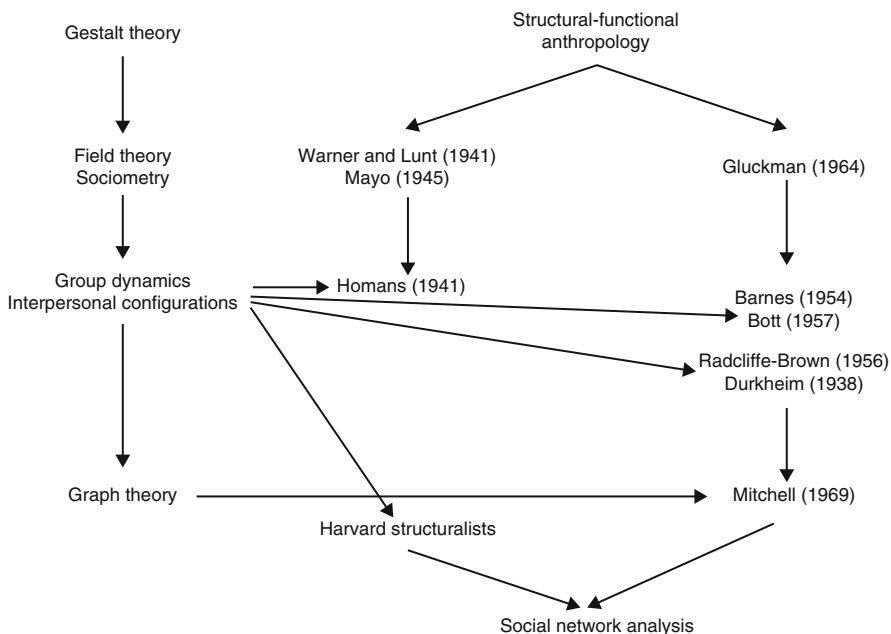 Gestalt theory
Structural-functional
anthropology
Field theory
Sociometry
Warner and Lunt (1941)
Mayo (1945)
Gluckman (1964)
Group dynamics
Interpersonal configurations
Homans (1941)
Barnes (1954)
Bott (1957)
Radcliffe-Brown (1956)
Durkheim (1938)
Graph theory
Mitchell (1969)
Harvard structuralists
Social network analysis